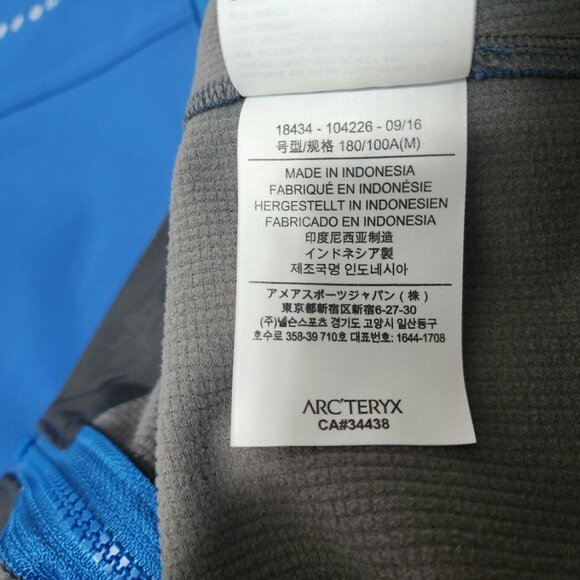 18434 - 104226 - 09/16
号型/规格 180/100A(M)
MADE IN INDONESIA
FABRIQUÉ EN INDONÉSIE
HERGESTELLT IN INDONESIEN
FABRICADO EN INDONESIA
印度尼西亚制造
インドネシア製
제조국명 인도네시아
アメアスポーツジャパン(株)
東京都新宿区新宿6-27-30
(주)넬슨스포츠 경기도 고양시 일산동구
호수로 358-39 710호 대표번호: 1644-1708
ARC'TERYX
CA#34438